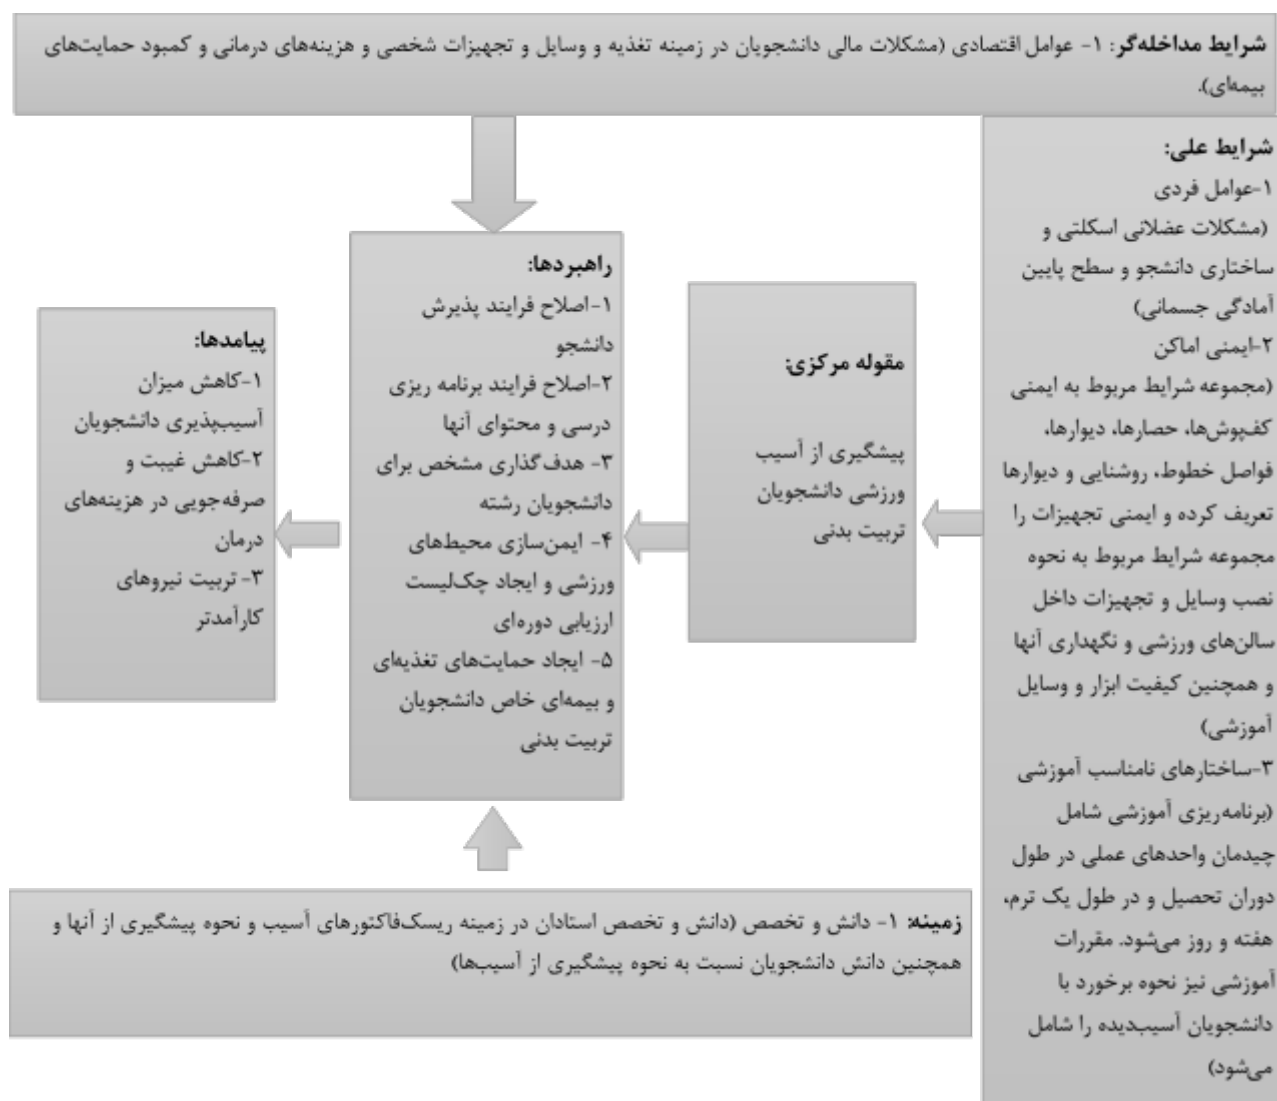 شرایط مداخله‌گر: ۱- عوامل اقتصادی (مشکلات مالی دانشجویان در زمینه تغذیه و وسایل و تجهیزات شخصی و هزینه‌های درمانی و کمبود حمایت‌های
بیمه‌ای).
شرایط علی:
۱-عوامل فردی
(مشکلات عضلانی اسکلتی و
ساختاری دانشجو و سطح پایین
آمادگی جسمانی)
۲-ایمنی اماکن
(مجموعه شرایط مربوط به ایمنی
کف‌پوش‌ها، حصارها، دیوارها،
فواصل خطوط، روشنایی و دیوارها
تعریف کرده و ایمنی تجهیزات را
مجموعه شرایط مربوط به نحوه
نصب وسایل و تجهیزات داخل
سالن‌های ورزشی و نگهداری آنها
و همچنین کیفیت ابزار و وسایل
آموزشی)
۳-ساختارهای نامناسب آموزشی
(برنامه‌ریزی آموزشی شامل
چیدمان واحدهای عملی در طول
دوران تحصیل و در طول یک ترم،
هفته و روز می‌شود. مقررات
آموزشی نیز نحوه برخورد با
دانشجویان آسیب‌دیده را شامل
می‌شود)
مقوله مرکزی:
پیشگیری از آسیب
ورزشی دانشجویان
تربیت بدنی
راهبردها:
۱-اصلاح فرایند پذیرش
دانشجو
۲-اصلاح فرایند برنامه ریزی
درسی و محتوای آنها
۳- هدف‌گذاری مشخص برای
دانشجویان رشته
۴- ایمن‌سازی محیط‌های
ورزشی و ایجاد چک‌لیست
ارزیابی دوره‌ای
۵- ایجاد حمایت‌های تغذیه‌ای
و بیمه‌ای خاص دانشجویان
تربیت بدنی
پیامدها:
۱-کاهش میزان
آسیب‌پذیری دانشجویان
۲-کاهش غیبت و
صرفه‌جویی در هزینه‌های
درمان
۳- تربیت نیروهای
کارآمدتر
زمینه: ۱- دانش و تخصص (دانش و تخصص استادان در زمینه ریسک‌فاکتورهای آسیب و نحوه پیشگیری از آنها و
همچنین دانش دانشجویان نسبت به نحوه پیشگیری از آسیب‌ها)